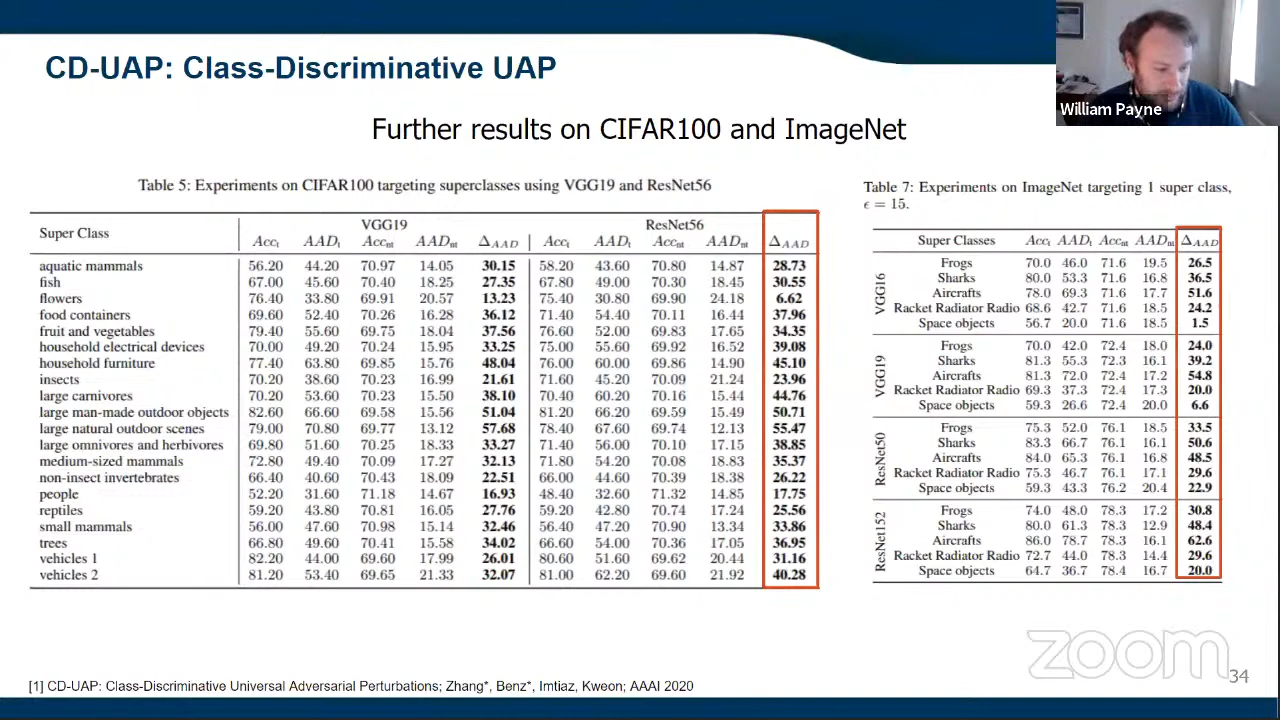 CD-UAP: Class-Discriminative UAP
William Payne
Further results on CIFAR100 and ImageNet
Table 5: Experiments on CIFAR100 targeting superclasses using VGG19 and ResNet56
Super Class VGG19 ResNet56
Acct AADt Accnt AADnt ΔAAD Acct AADt Accnt AADnt ΔAAD
aquatic mammals 56.20 44.20 70.97 14.05 30.15 58.20 43.60 70.80 14.87 28.73
fish 67.00 45.60 70.40 18.25 27.35 67.80 49.00 70.30 18.45 30.55
flowers 76.40 33.80 69.91 20.57 13.23 75.40 30.80 69.90 24.18 6.62
food containers 69.60 52.40 70.26 16.28 36.12 71.40 54.40 70.11 16.44 37.96
fruit and vegetables 79.40 55.60 69.75 18.04 37.56 76.60 52.00 69.83 17.65 34.35
household electrical devices 70.00 49.20 70.24 15.95 33.25 75.00 55.60 69.92 16.52 39.08
household furniture 77.40 63.80 69.85 15.76 48.04 76.00 60.00 69.86 14.90 45.10
insects 70.20 38.60 70.23 16.99 21.61 71.60 45.20 70.09 21.24 23.96
large carnivores 70.20 53.60 70.23 15.50 38.10 70.40 60.20 70.16 15.44 44.76
large man-made outdoor objects 82.60 66.60 69.58 15.56 51.04 81.20 66.20 69.59 15.49 50.71
large natural outdoor scenes 79.00 70.80 69.77 13.12 57.68 78.40 67.60 69.74 12.13 55.47
large omnivores and herbivores 69.80 51.60 70.25 18.33 33.27 71.40 56.00 70.10 17.15 38.85
medium-sized mammals 72.80 49.40 70.09 17.27 32.13 71.80 54.20 70.08 18.83 35.37
non-insect invertebrates 66.40 40.60 70.43 18.09 22.51 66.00 44.60 70.39 18.38 26.22
people 52.20 31.60 71.18 14.67 16.93 48.40 32.60 71.32 14.85 17.75
reptiles 59.20 43.80 70.81 16.05 27.76 59.20 42.80 70.74 17.24 25.56
small mammals 56.00 47.60 70.98 15.14 32.46 56.40 47.20 70.90 13.34 33.86
trees 66.80 49.60 70.41 15.58 34.02 66.60 54.00 70.36 17.05 36.95
vehicles 1 82.20 44.00 69.60 17.99 26.01 80.60 51.60 69.62 20.44 31.16
vehicles 2 81.20 53.40 69.65 21.33 32.07 81.00 62.20 69.60 21.92 40.28
Table 7: Experiments on ImageNet targeting 1 super class,
ϵ = 15.
Super Classes Acct AADt Accnt AADnt ΔAAD
VGG16
Frogs 70.0 46.0 71.6 19.5 26.5
Sharks 80.0 53.3 71.6 16.8 36.5
Aircrafts 78.0 69.3 71.6 17.7 51.6
Racket Radiator Radio 68.6 42.7 71.6 18.5 24.2
Space objects 56.7 20.0 71.6 18.5 1.5
VGG19
Frogs 70.0 42.0 72.4 18.0 24.0
Sharks 81.3 55.3 72.3 16.1 39.2
Aircrafts 81.3 72.0 72.4 17.2 54.8
Racket Radiator Radio 69.3 37.3 72.4 17.3 20.0
Space objects 59.3 26.6 72.4 20.0 6.6
ResNet50
Frogs 75.3 52.0 76.1 18.5 33.5
Sharks 83.3 66.7 76.1 16.1 50.6
Aircrafts 84.0 65.3 76.1 16.8 48.5
Racket Radiator Radio 75.3 46.7 76.1 17.1 29.6
Space objects 59.3 43.3 76.2 20.4 22.9
ResNet152
Frogs 74.0 48.0 78.3 17.2 30.8
Sharks 80.0 61.3 78.3 12.9 48.4
Aircrafts 86.0 78.7 78.3 16.1 62.6
Racket Radiator Radio 72.7 44.0 78.3 14.4 29.6
Space objects 64.7 36.7 78.4 16.7 20.0
zoom
34
[1] CD-UAP: Class-Discriminative Universal Adversarial Perturbations; Zhang*, Benz*, Imtiaz, Kweon; AAAI 2020